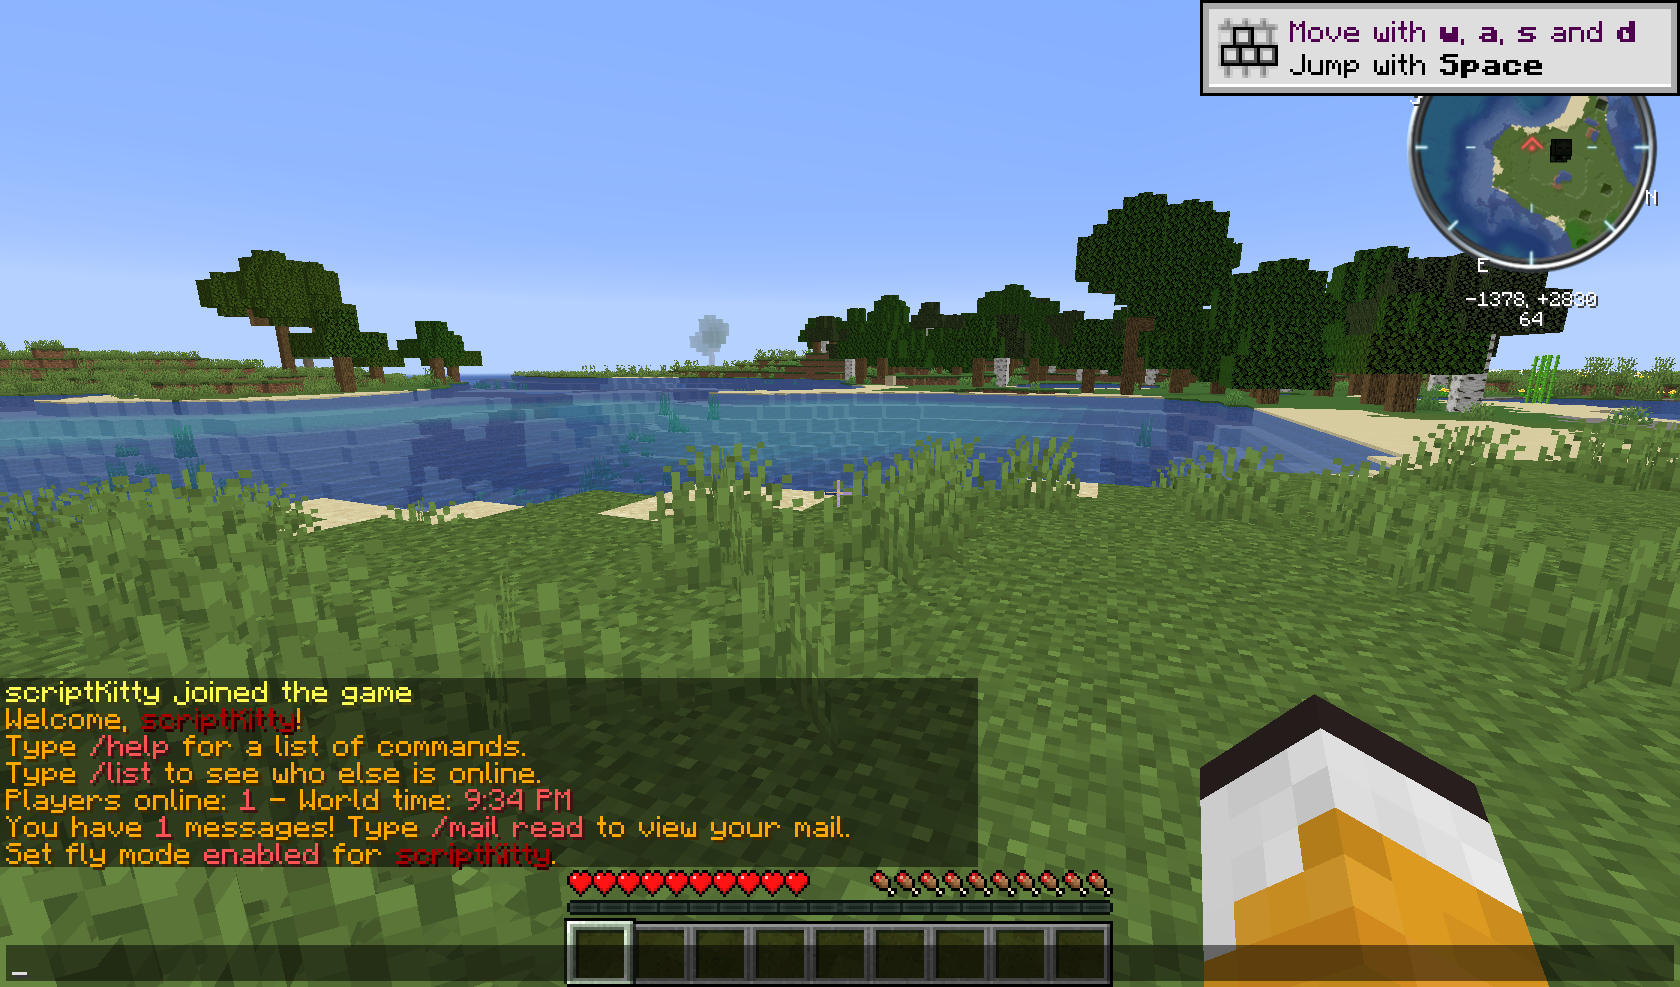 Move with w, a, s and d
Jump with Space
N
E
-1378, +2830
64
scriptKitty joined the game
Welcome, scriptKitty!
Type /help for a list of commands.
Type /list to see who else is online.
Players online: 1 - World time: 9:34 PM
You have 1 messages! Type /mail read to view your mail.
Set fly mode enabled for scriptKitty.
_